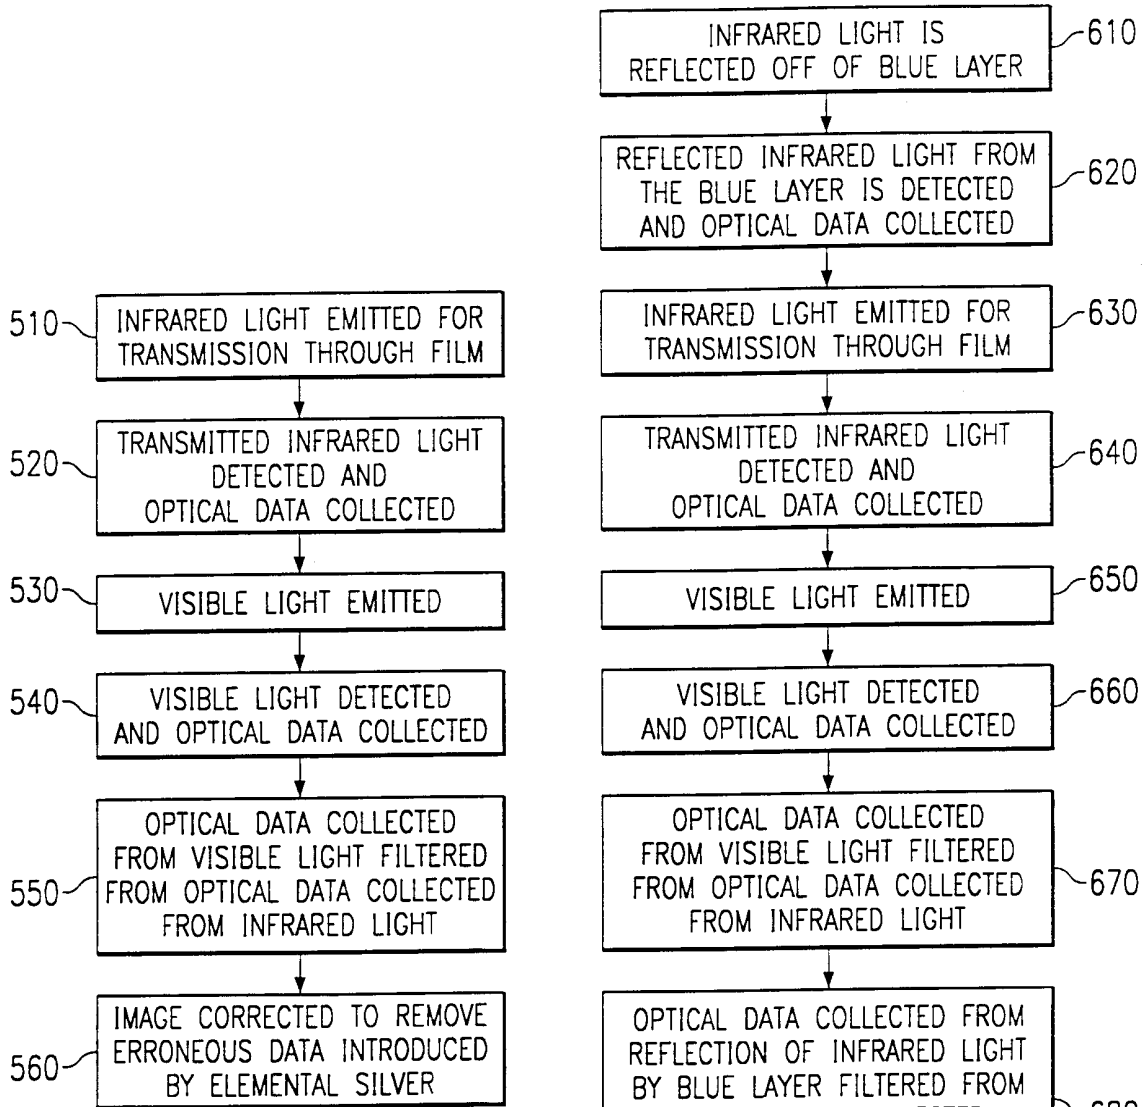 510
INFRARED LIGHT EMITTED FOR
TRANSMISSION THROUGH FILM
520
TRANSMITTED INFRARED LIGHT
DETECTED AND
OPTICAL DATA COLLECTED
530
VISIBLE LIGHT EMITTED
540
VISIBLE LIGHT DETECTED
AND OPTICAL DATA COLLECTED
550
OPTICAL DATA COLLECTED
FROM VISIBLE LIGHT FILTERED
FROM OPTICAL DATA COLLECTED
FROM INFRARED LIGHT
560
IMAGE CORRECTED TO REMOVE
ERRONEOUS DATA INTRODUCED
BY ELEMENTAL SILVER
INFRARED LIGHT IS
REFLECTED OFF OF BLUE LAYER
610
REFLECTED INFRARED LIGHT FROM
THE BLUE LAYER IS DETECTED
AND OPTICAL DATA COLLECTED
620
INFRARED LIGHT EMITTED FOR
TRANSMISSION THROUGH FILM
630
TRANSMITTED INFRARED LIGHT
DETECTED AND
OPTICAL DATA COLLECTED
640
VISIBLE LIGHT EMITTED
650
VISIBLE LIGHT DETECTED
AND OPTICAL DATA COLLECTED
660
OPTICAL DATA COLLECTED
FROM VISIBLE LIGHT FILTERED
FROM OPTICAL DATA COLLECTED
FROM INFRARED LIGHT
670
OPTICAL DATA COLLECTED FROM
REFLECTION OF INFRARED LIGHT
BY BLUE LAYER FILTERED FROM